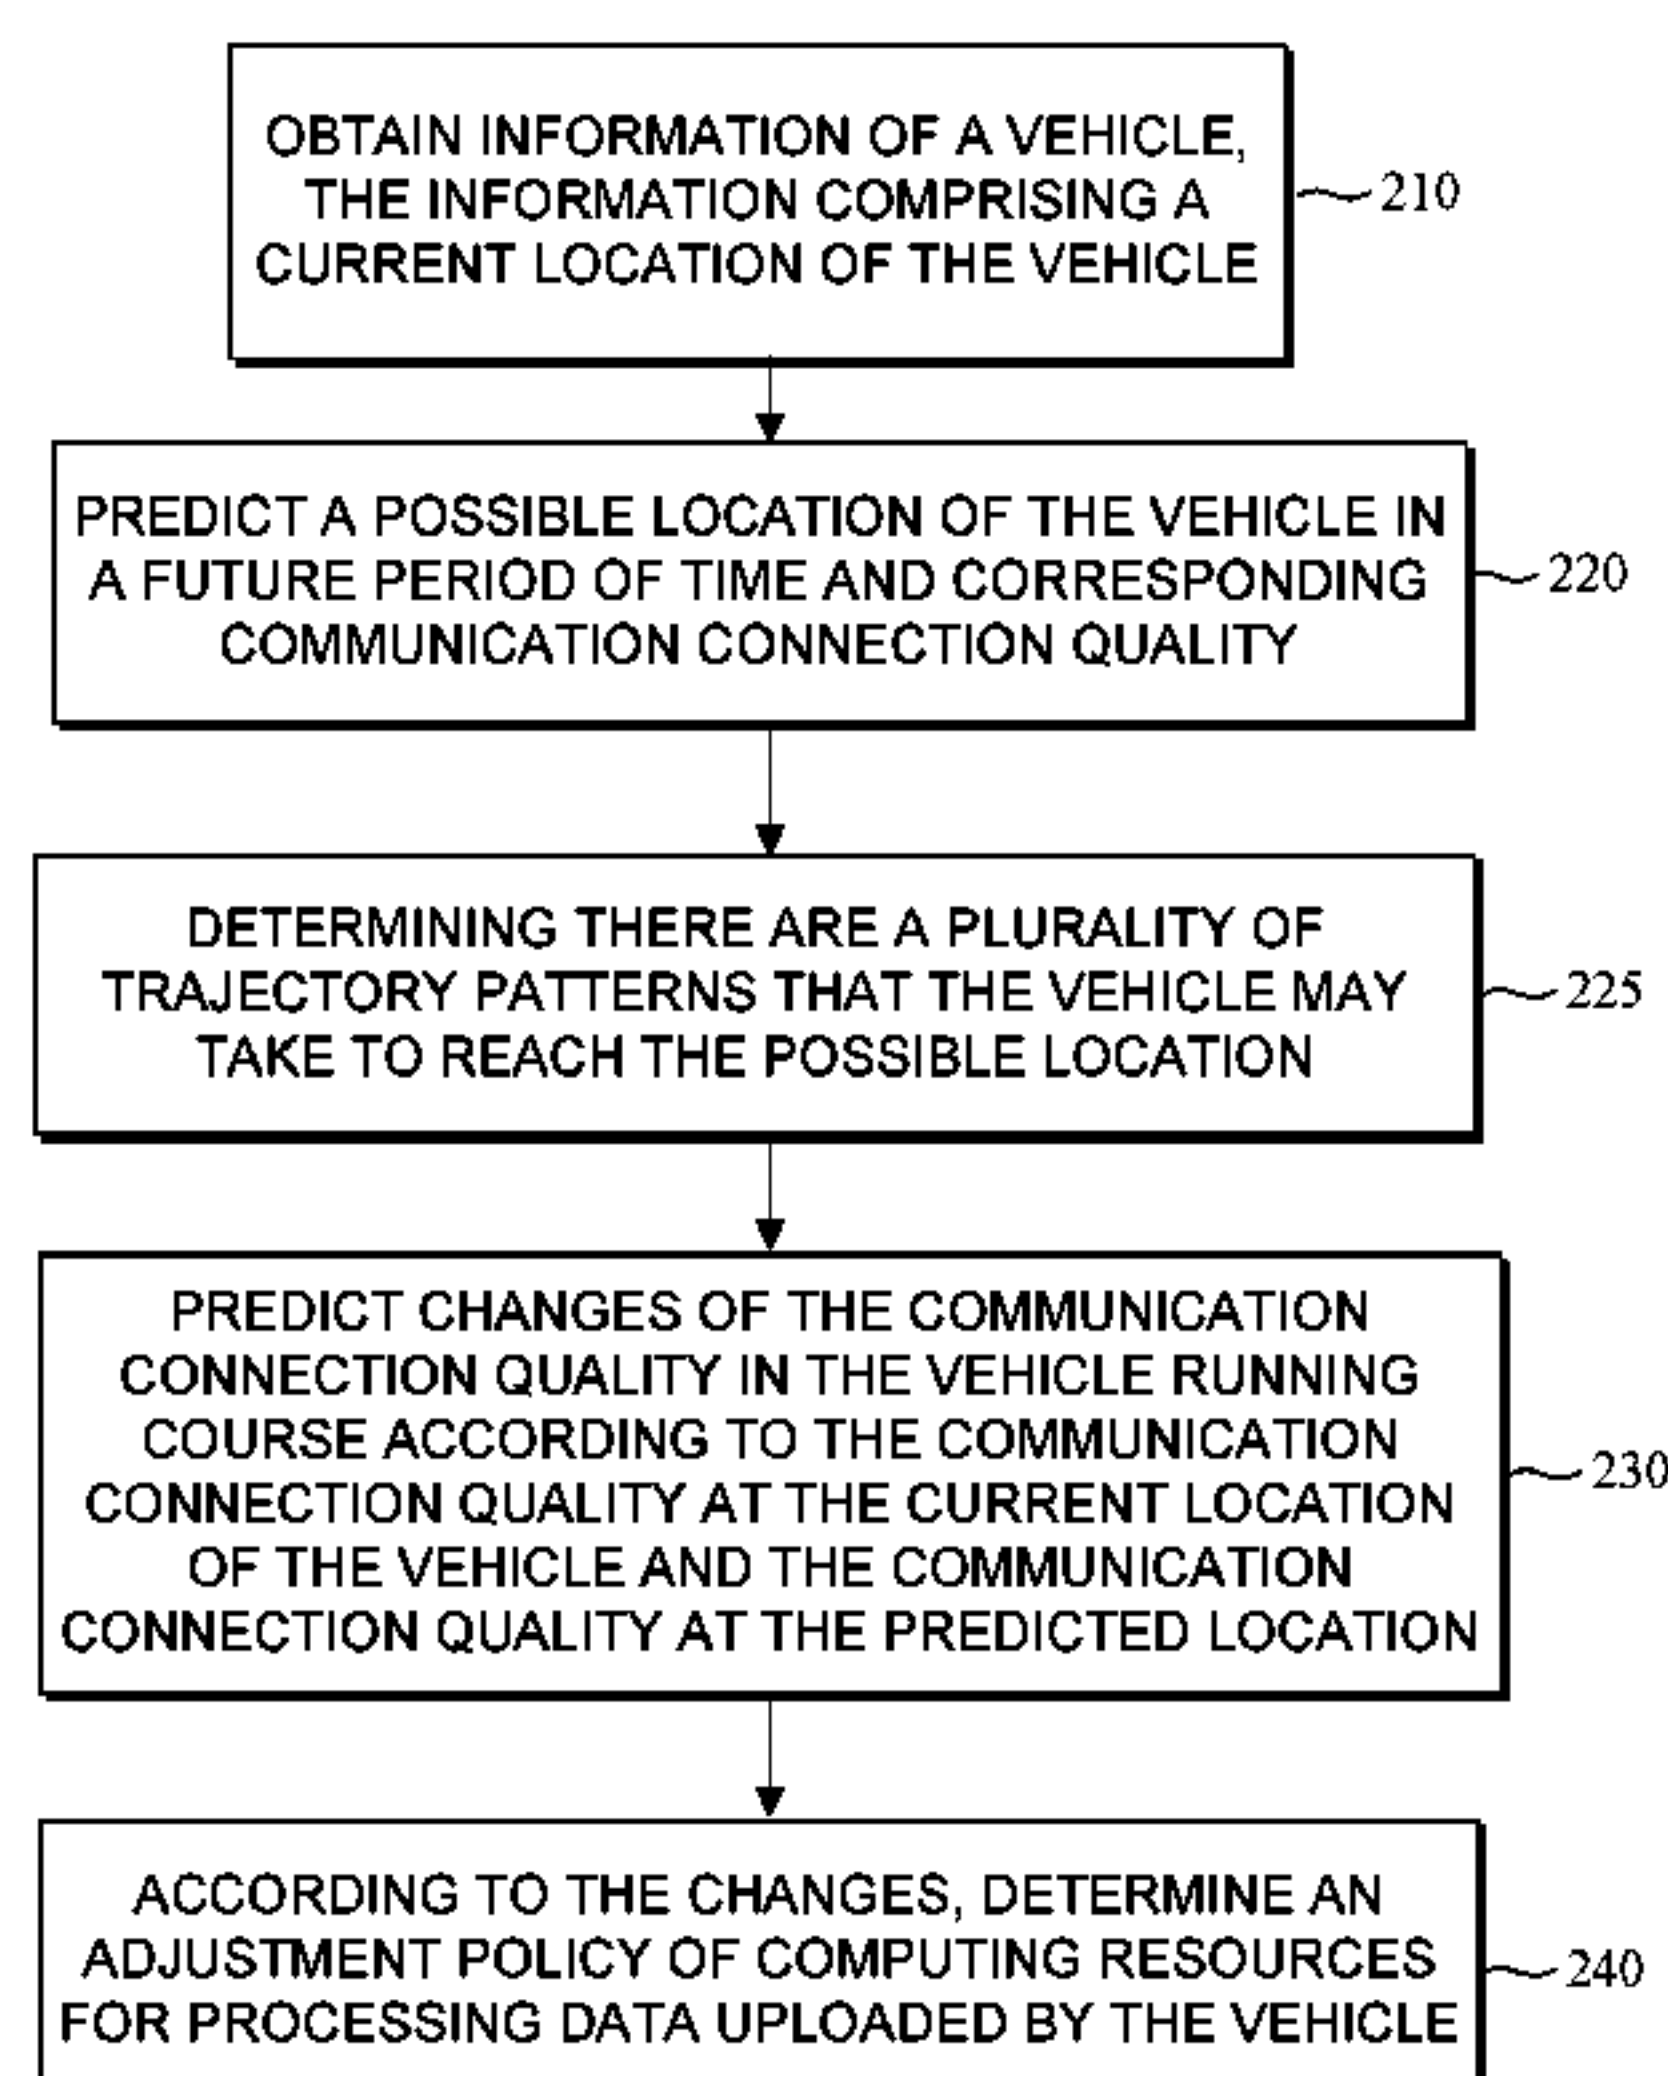 OBTAIN INFORMATION OF A VEHICLE,
THE INFORMATION COMPRISING A
CURRENT LOCATION OF THE VEHICLE
210
PREDICT A POSSIBLE LOCATION OF THE VEHICLE IN
A FUTURE PERIOD OF TIME AND CORRESPONDING
COMMUNICATION CONNECTION QUALITY
220
DETERMINING THERE ARE A PLURALITY OF
TRAJECTORY PATTERNS THAT THE VEHICLE MAY
TAKE TO REACH THE POSSIBLE LOCATION
225
PREDICT CHANGES OF THE COMMUNICATION
CONNECTION QUALITY IN THE VEHICLE RUNNING
COURSE ACCORDING TO THE COMMUNICATION
CONNECTION QUALITY AT THE CURRENT LOCATION
OF THE VEHICLE AND THE COMMUNICATION
CONNECTION QUALITY AT THE PREDICTED LOCATION
230
ACCORDING TO THE CHANGES, DETERMINE AN
ADJUSTMENT POLICY OF COMPUTING RESOURCES
FOR PROCESSING DATA UPLOADED BY THE VEHICLE
240